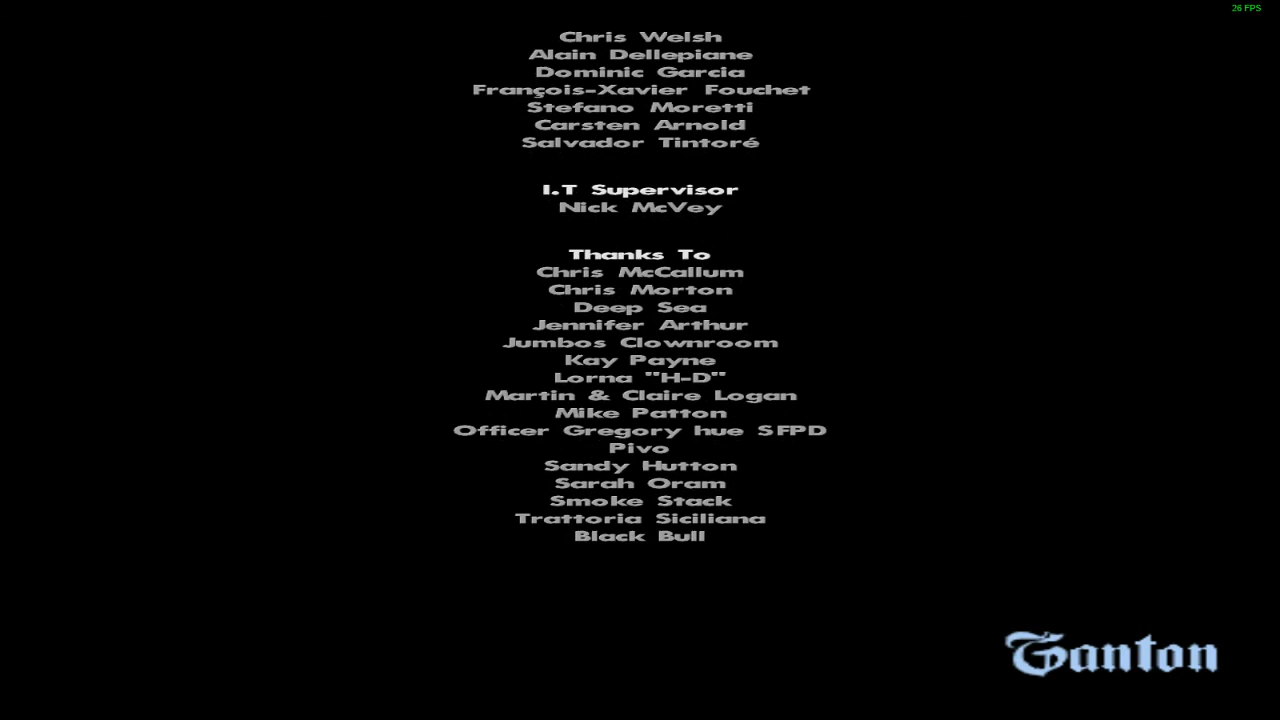 26 FPS
Chris Welsh
Alain Dellepiane
Dominic Garcia
François-Xavier Fouchet
Stefano Moretti
Carsten Arnold
Salvador Tintoré
I.T Supervisor
Nick McVey
Thanks To
Chris McCallum
Chris Morton
Deep Sea
Jennifer Arthur
Jumbos Clownroom
Kay Payne
Lorna "H-D"
Martin & Claire Logan
Mike Patton
Officer Gregory hue SFPD
Pivo
Sandy Hutton
Sarah Oram
Smoke Stack
Trattoria Siciliana
Black Bull
Ganton